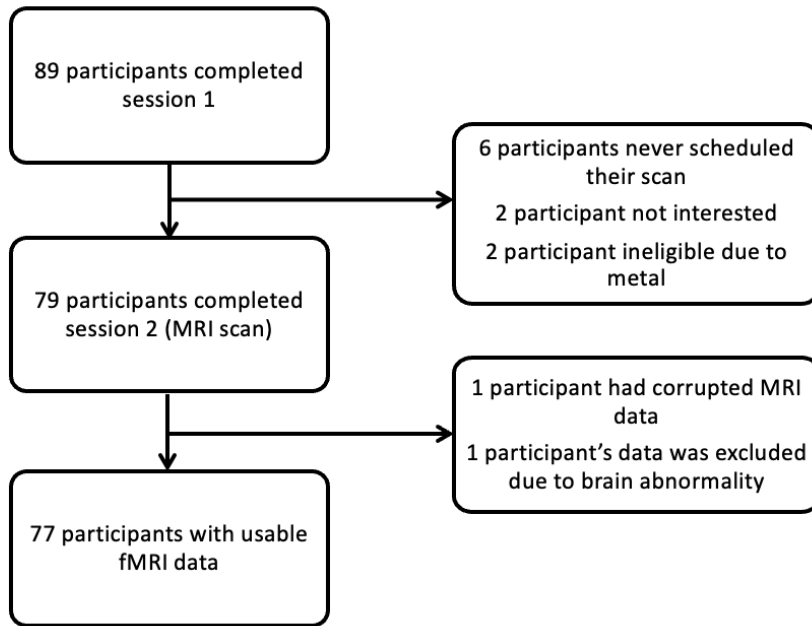 89 participants completed
session 1
6 participants never scheduled
their scan
2 participant not interested
2 participant ineligible due to
metal
79 participants completed
session 2 (MRI scan)
1 participant had corrupted MRI
data
1 participant’s data was excluded
due to brain abnormality
77 participants with usable
fMRI data